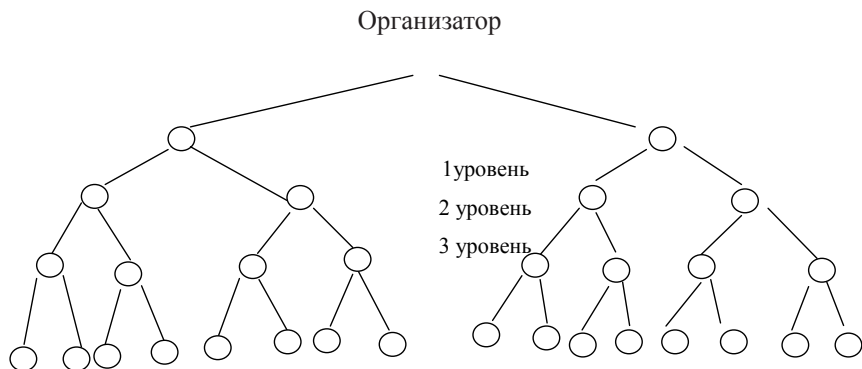 Организатор
1уровень
2 уровень
3 уровень